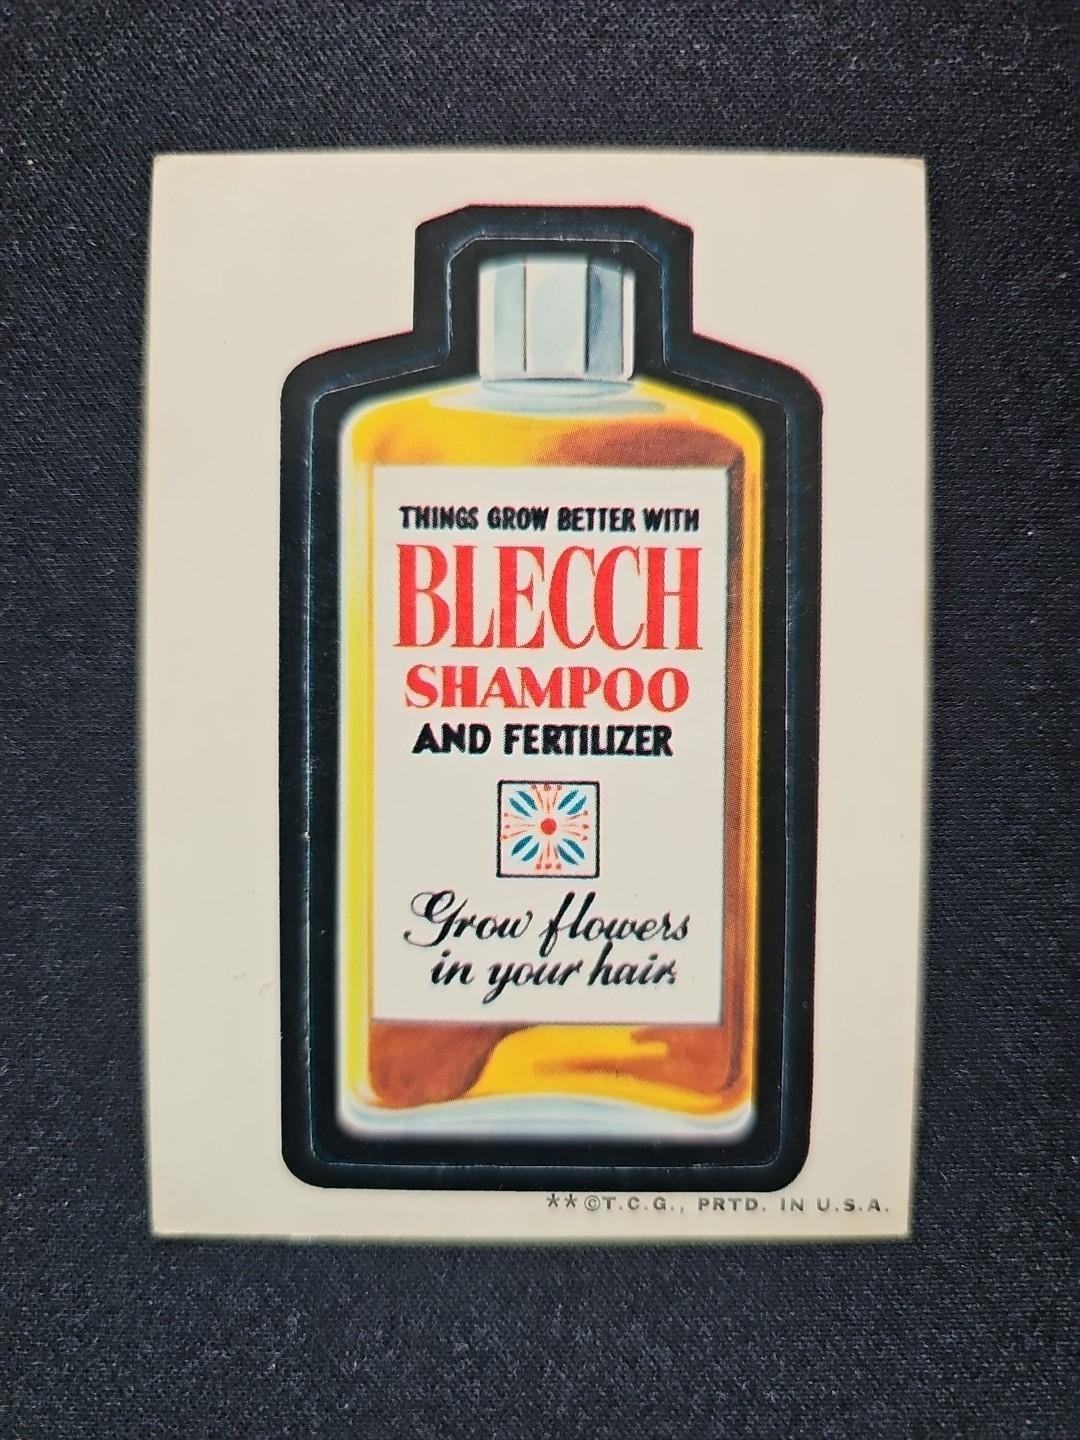 THINGS GROW BETTER WITH
BLECCH
SHAMPOO
AND FERTILIZER
Grow flowers
in your hair.
**©T.C.G., PRTD. IN U.S.A.